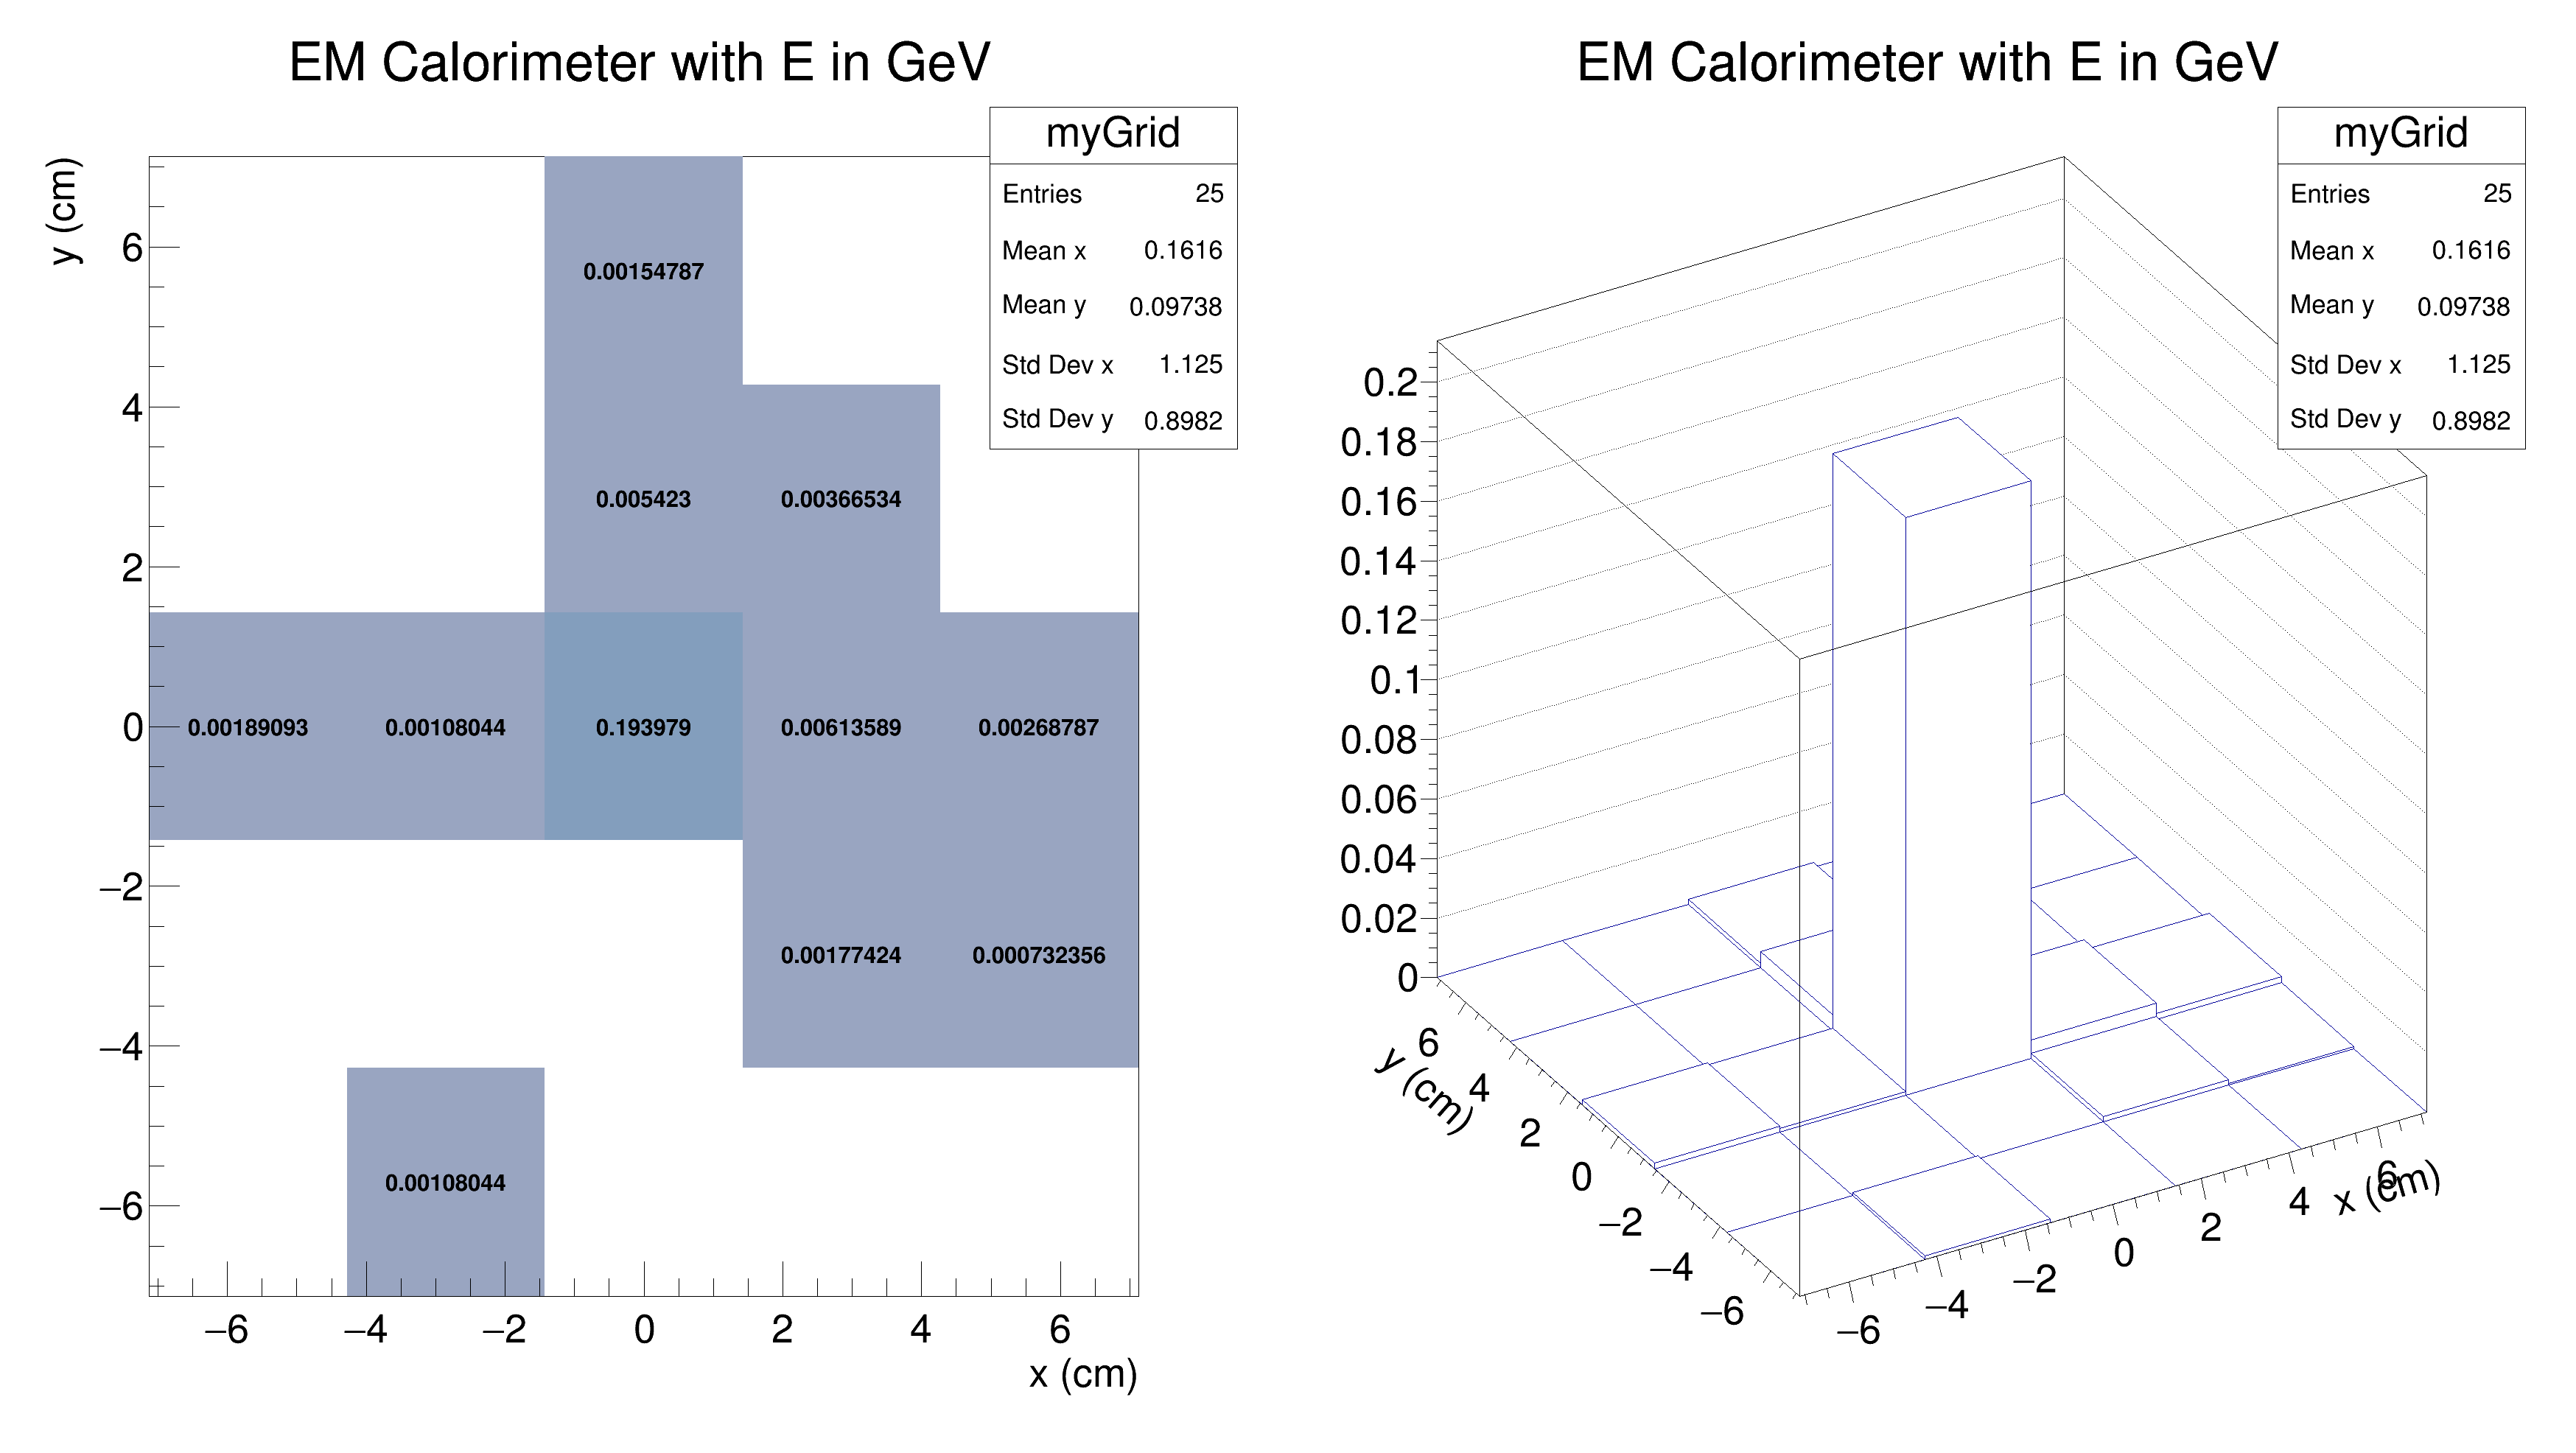 EM Calorimeter with E in GeV
myGrid
Entries 25
Mean x 0.1616
Mean y 0.09738
Std Dev x 1.125
Std Dev y 0.8982
y (cm)
6
4
2
0
−2
−4
−6
0.00154787
0.005423 0.00366534
0.00189093 0.00108044 0.193979 0.00613589 0.00268787
0.00177424 0.000732356
0.00108044
−6 −4 −2 0 2 4 6
x (cm)
EM Calorimeter with E in GeV
myGrid
Entries 25
Mean x 0.1616
Mean y 0.09738
Std Dev x 1.125
Std Dev y 0.8982
0.2
0.18
0.16
0.14
0.12
0.1
0.08
0.06
0.04
0.02
0
y (cm)
6
4
2
0
−2
−4
−6
−6 −4 −2 0 2 4 6
x (cm)